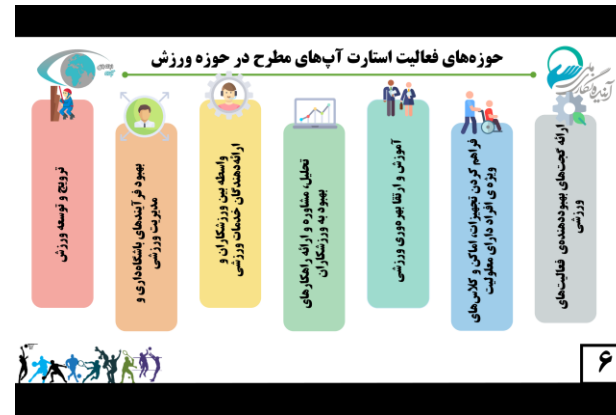 حوزه‌های فعالیت استارت آپ‌های مطرح در حوزه ورزش
ارائه گجت‌های بهبوددهنده‌ی فعالیت‌های
ورزشی
فراهم کردن تجهیزات، اماکن و کلاس‌های
ویژه ی افراد دارای معلولیت
آموزش و ارتقا بهره‌وری ورزشی
تحلیل، مشاوره و ارائه راهکارهای
بهبود به ورزشکاران
واسطه بین ورزشکاران و
ارائه‌دهندگان خدمات ورزشی
بهبود فرآیندهای باشگاه‌داری و
مدیریت ورزشی
ترویج و توسعه ورزش
۶